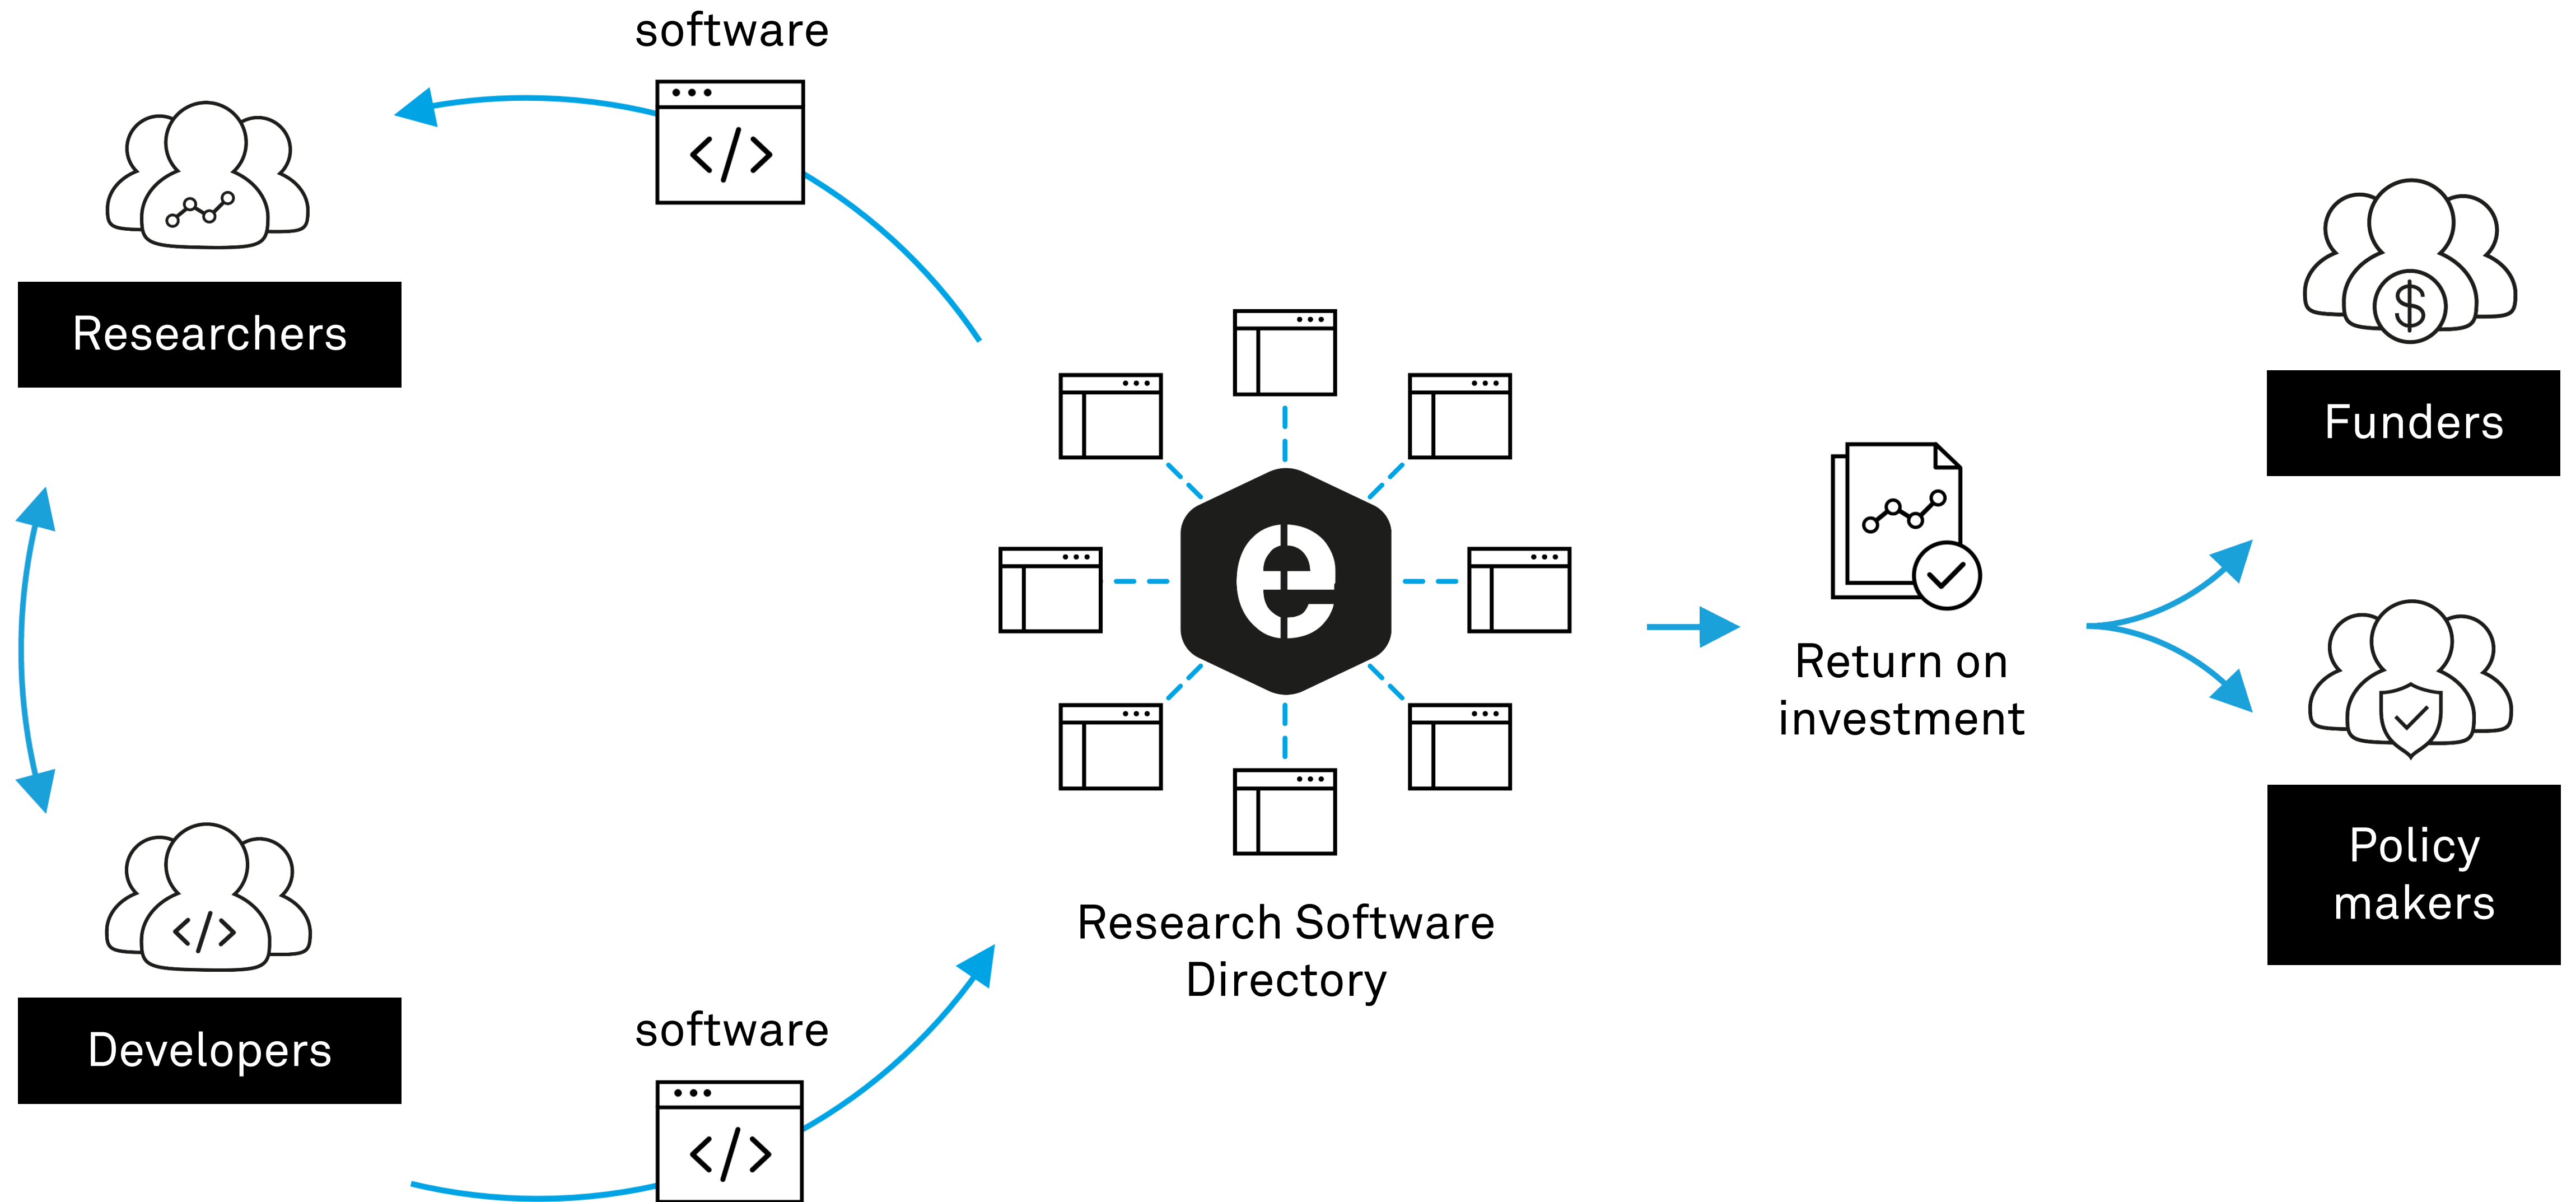 software
</>
Researchers
$
Funders
e
Return on
investment
Policy
makers
Research Software
Directory
</>
Developers
software
</>